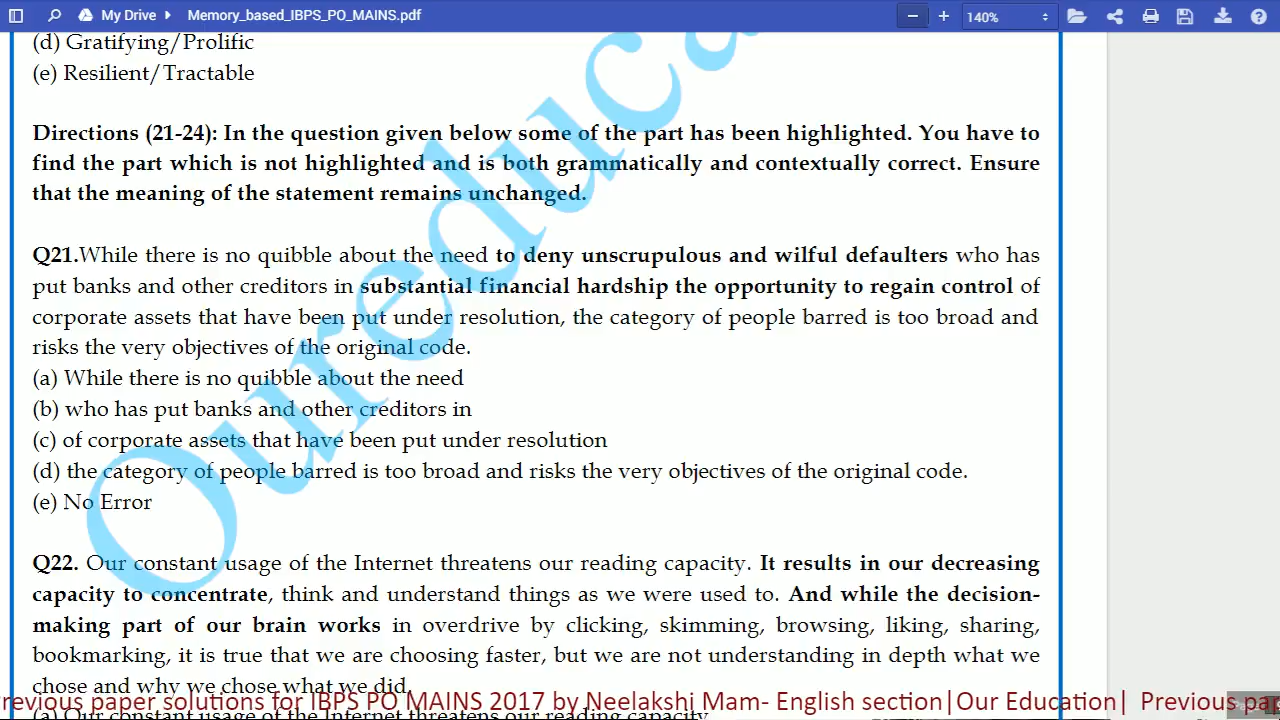 My Drive Memory_based_IBPS_PO_MAINS.pdf 140%
(d) Gratifying/Prolific
(e) Resilient/Tractable
Directions (21-24): In the question given below some of the part has been highlighted. You have to
find the part which is not highlighted and is both grammatically and contextually correct. Ensure
that the meaning of the statement remains unchanged.
Q21.While there is no quibble about the need to deny unscrupulous and wilful defaulters who has
put banks and other creditors in substantial financial hardship the opportunity to regain control of
corporate assets that have been put under resolution, the category of people barred is too broad and
risks the very objectives of the original code.
(a) While there is no quibble about the need
(b) who has put banks and other creditors in
(c) of corporate assets that have been put under resolution
(d) the category of people barred is too broad and risks the very objectives of the original code.
(e) No Error
Q22. Our constant usage of the Internet threatens our reading capacity. It results in our decreasing
capacity to concentrate, think and understand things as we were used to. And while the decision-
making part of our brain works in overdrive by clicking, skimming, browsing, liking, sharing,
bookmarking, it is true that we are choosing faster, but we are not understanding in depth what we
chose and why we chose what we did.
(a) Our constant usage of the Internet threatens our reading capacity
revious paper solutions for IBPS PO MAINS 2017 by Neelakshi Mam- English section|Our Education| Previous pap
Oureduca